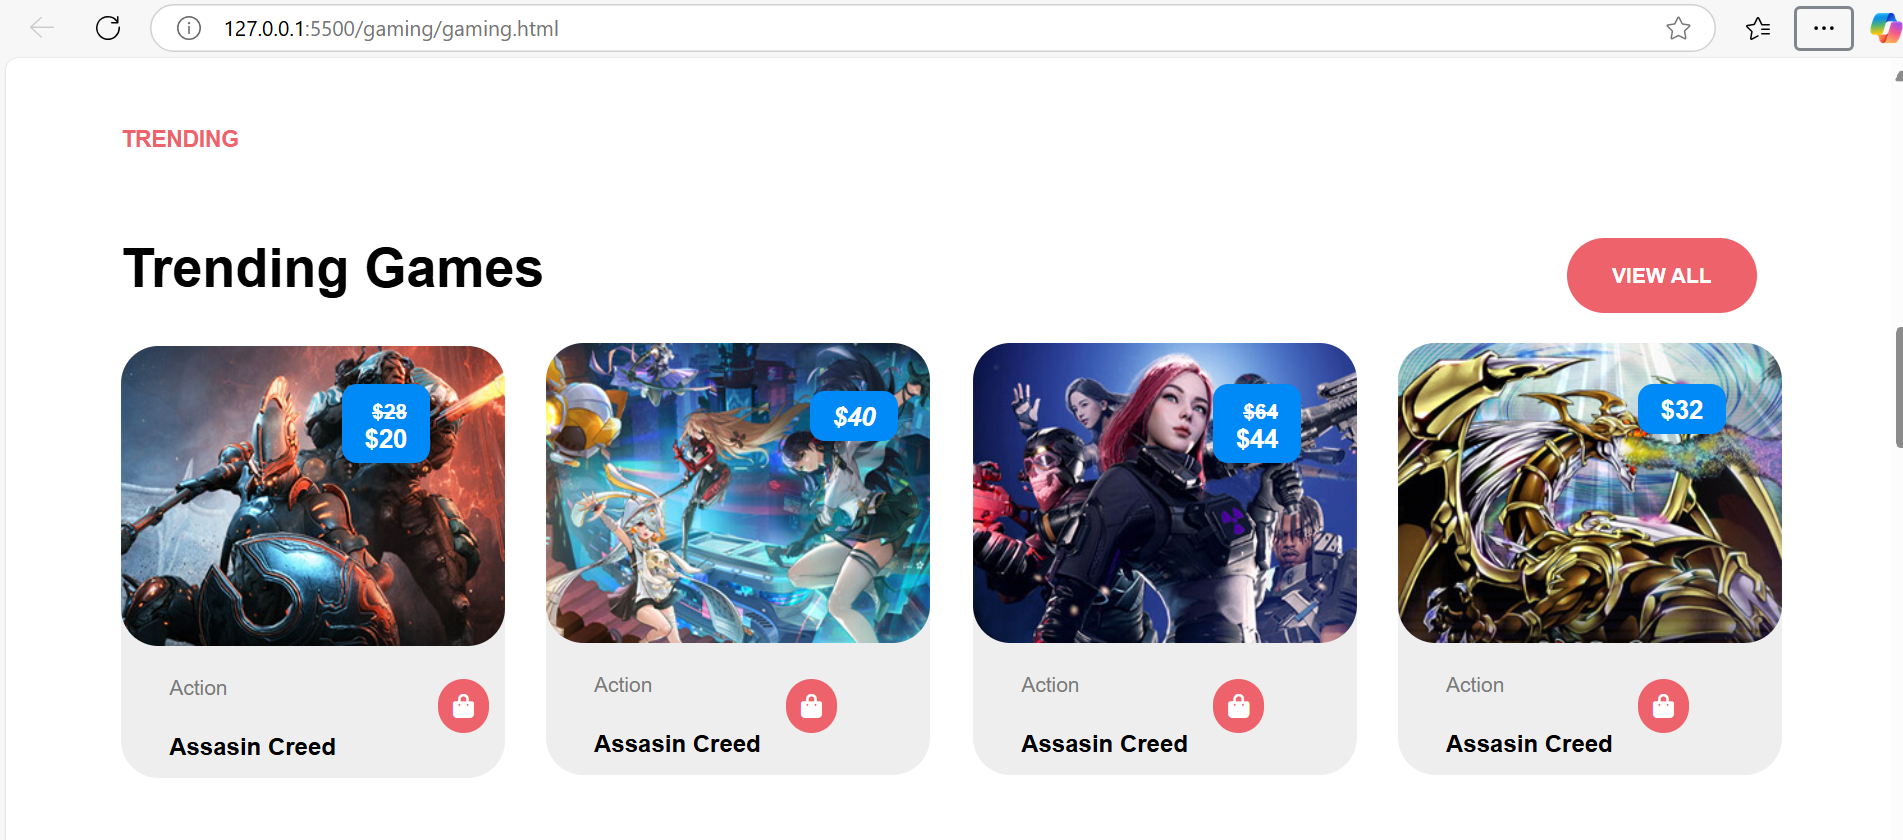 127.0.0.1:5500/gaming/gaming.html
TRENDING
Trending Games
VIEW ALL
$28
$20
$40
$64
$44
$32
Action
Assasin Creed
Action
Assasin Creed
Action
Assasin Creed
Action
Assasin Creed